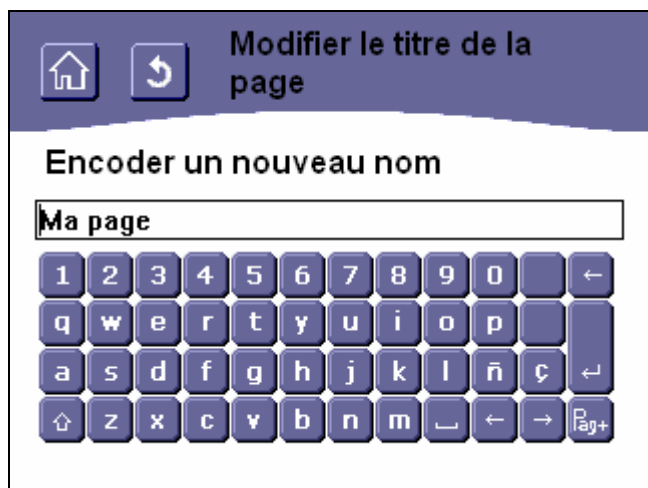 Modifier le titre de la
page
Encoder un nouveau nom
Ma page
1 2 3 4 5 6 7 8 9 0 ←
q w e r t y u i o p
a s d f g h j k l ñ ç ↵
⇧ z x c v b n m ⎵ ← → Pag+